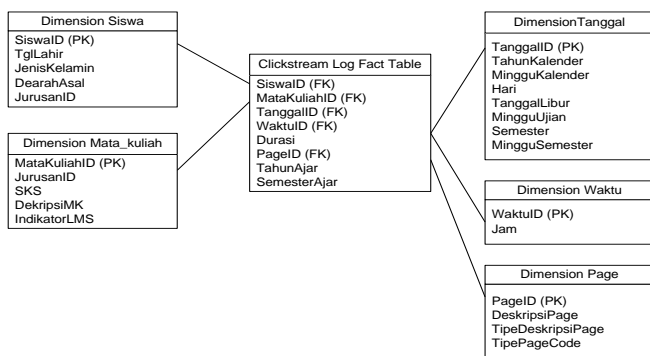 Dimension Siswa
SiswaID (PK)
TglLahir
JenisKelamin
DearahAsal
JurusanID
Dimension Mata_kuliah
MataKuliahID (PK)
JurusanID
SKS
DekripsiMK
IndikatorLMS
Clickstream Log Fact Table
SiswaID (FK)
MataKuliahID (FK)
TanggalID (FK)
WaktuID (FK)
Durasi
PageID (FK)
TahunAjar
SemesterAjar
DimensionTanggal
TanggalID (PK)
TahunKalender
MingguKalender
Hari
TanggalLibur
MingguUjian
Semester
MingguSemester
Dimension Waktu
WaktuID (PK)
Jam
Dimension Page
PageID (PK)
DeskripsiPage
TipeDeskripsiPage
TipePageCode